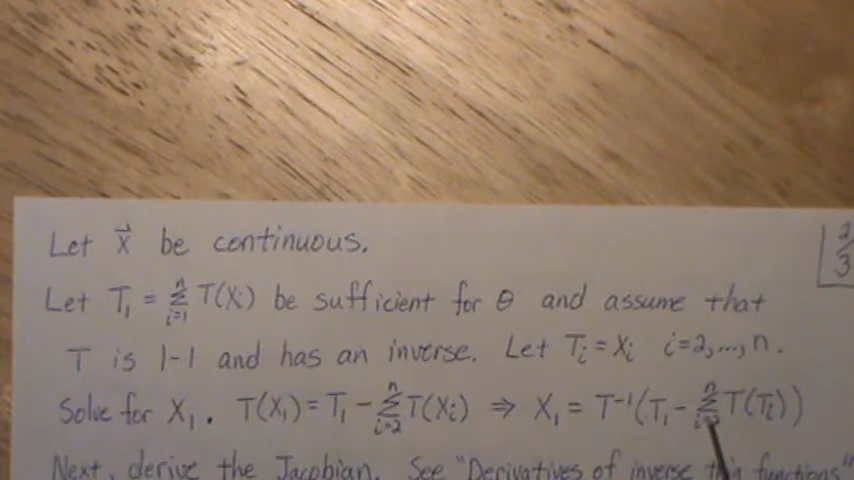 Let X⃗ be continuous.
2/3
Let T₁ = Σⁿᵢ₌₁ T(Xᵢ) be sufficient for θ and assume that
T is 1-1 and has an inverse. Let Tᵢ = Xᵢ i=2,...,n.
Solve for X₁. T(X₁) = T₁ - Σⁿᵢ₌₂ T(Xᵢ) ⇒ X₁ = T⁻¹(T₁ - Σⁿᵢ₌₂ T(Tᵢ))
Next, derive the Jacobian. See "Derivatives of inverse functions"